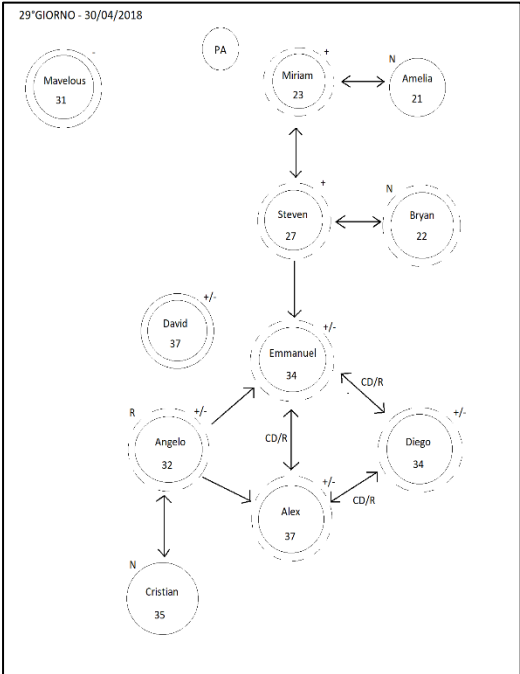 29°GIORNO - 30/04/2018
PA
-
Mavelous
31
+
Miriam
23
N
Amelia
21
+
Steven
27
N
Bryan
22
+/-
David
37
+/-
Emmanuel
34
CD/R
R
+/-
Angelo
32
CD/R
+/-
Diego
34
+/-
Alex
37
CD/R
N
Cristian
35